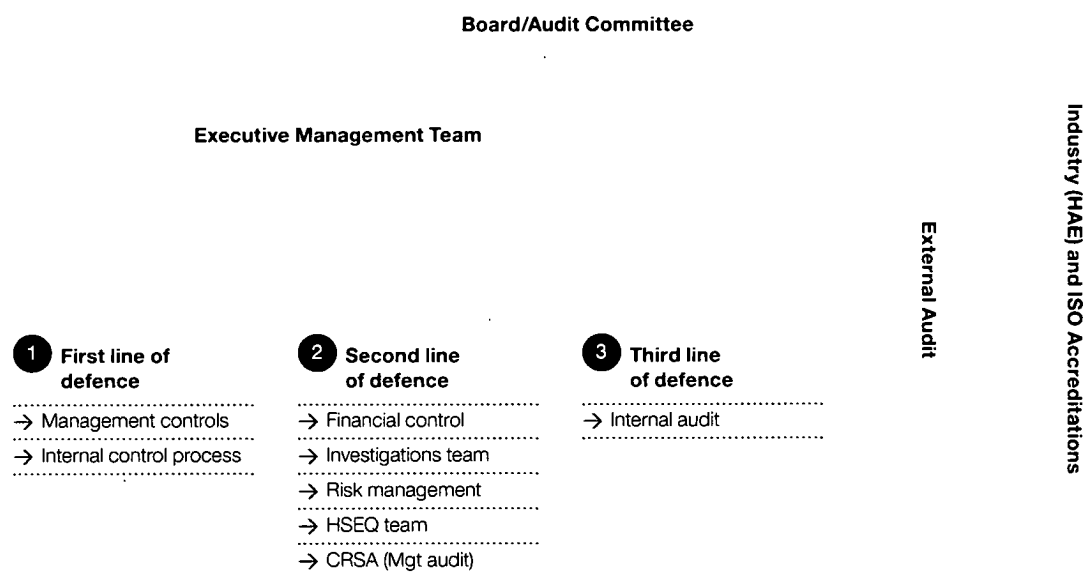 Board/Audit Committee
Executive Management Team
1 First line of
defence
→ Management controls
→ Internal control process
2 Second line
of defence
→ Financial control
→ Investigations team
→ Risk management
→ HSEQ team
→ CRSA (Mgt audit)
3 Third line
of defence
→ Internal audit
External Audit
Industry (HAE) and ISO Accreditations